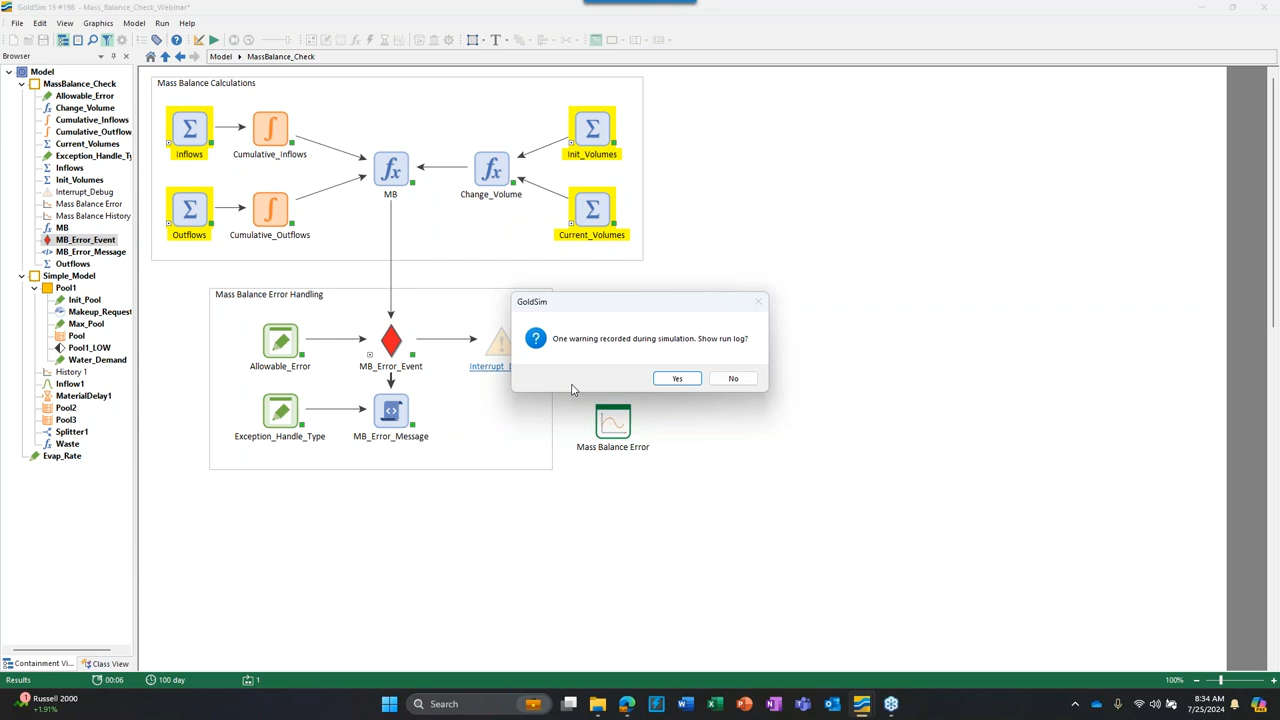 GoldSim 15 #198 - Mass_Balance_Check_Webinar*
File Edit View Graphics Model Run Help
Browser
Model MassBalance_Check
Model
MassBalance_Check
Allowable_Error
Change_Volume
Cumulative_Inflows
Cumulative_Outflow
Current_Volumes
Exception_Handle_Ty
Inflows
Init_Volumes
Interrupt_Debug
Mass Balance Error
Mass Balance History
MB
MB_Error_Event
MB_Error_Message
Outflows
Simple_Model
Pool1
Init_Pool
Makeup_Request
Max_Pool
Pool
Pool1_LOW
Water_Demand
History 1
Inflow1
MaterialDelay1
Pool2
Pool3
Splitter1
Waste
Evap_Rate
Containment Vi...
Class View
Mass Balance Calculations
Inflows
Cumulative_Inflows
Init_Volumes
MB
Change_Volume
Outflows
Cumulative_Outflows
Current_Volumes
Mass Balance Error Handling
Allowable_Error
MB_Error_Event
Interrupt_D
Exception_Handle_Type
MB_Error_Message
Mass Balance Error
GoldSim
One warning recorded during simulation. Show run log?
Yes No
Results 00:06 100 day 1 100%
Russell 2000
+1.91%
Search
8:34 AM
7/25/2024